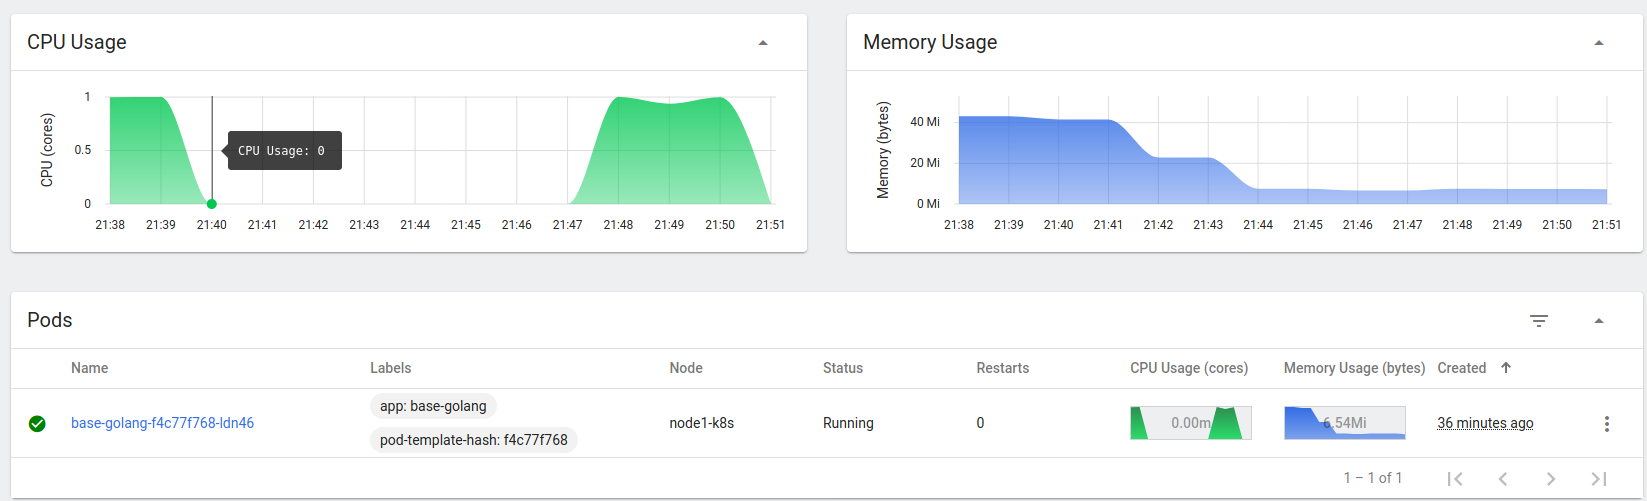 CPU Usage
Memory Usage
CPU (cores)
1
0.5
0
CPU Usage: 0
21:38 21:39 21:40 21:41 21:42 21:43 21:44 21:45 21:46 21:47 21:48 21:49 21:50 21:51
Memory (bytes)
40 Mi
20 Mi
0 Mi
21:38 21:39 21:40 21:41 21:42 21:43 21:44 21:45 21:46 21:47 21:48 21:49 21:50 21:51
Pods
Name Labels Node Status Restarts CPU Usage (cores) Memory Usage (bytes) Created
app: base-golang
base-golang-f4c77f768-ldn46 node1-k8s Running 0 0.00m 6.54Mi 36 minutes ago
pod-template-hash: f4c77f768
1 – 1 of 1